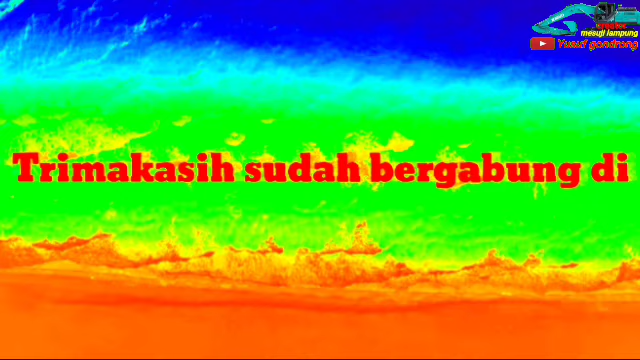 mesuji lampung
Yusuf gondrong
Trimakasih sudah bergabung di